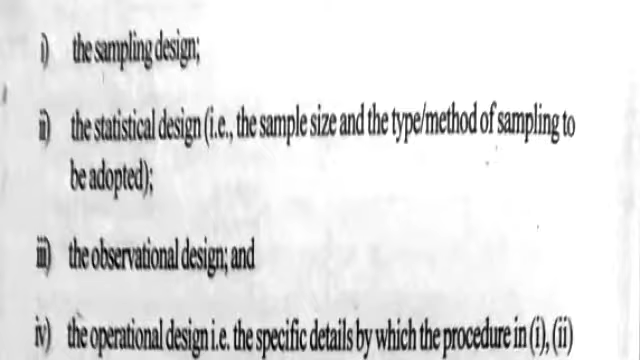 i) the sampling design;
ii) the statistical design (i.e., the sample size and the type/method of sampling to
be adopted);
iii) the observational design; and
iv) the operational design i.e. the specific details by which the procedure in (i), (ii)